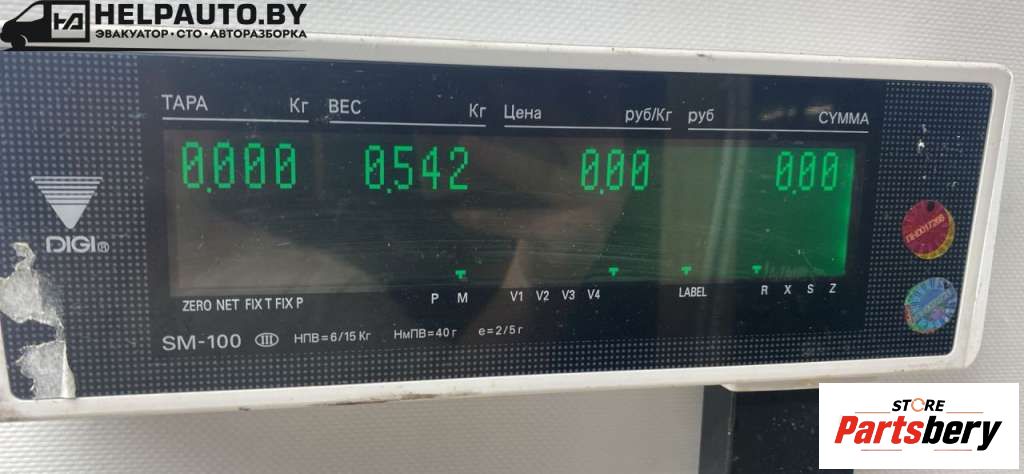 HELPAUTO.BY
ЭВАКУАТОР • СТО • АВТОРАЗБОРКА
ТАРА Кг ВЕС Кг Цена руб/Кг руб СУММА
0.000 0.542 0.00 0.00
DIGI®
ZERO NET FIX T FIX P P M V1 V2 V3 V4 LABEL R X S Z
SM-100 III НПВ=6/15 Кг НмПВ=40 г e=2/5 г
STORE
Partsbery